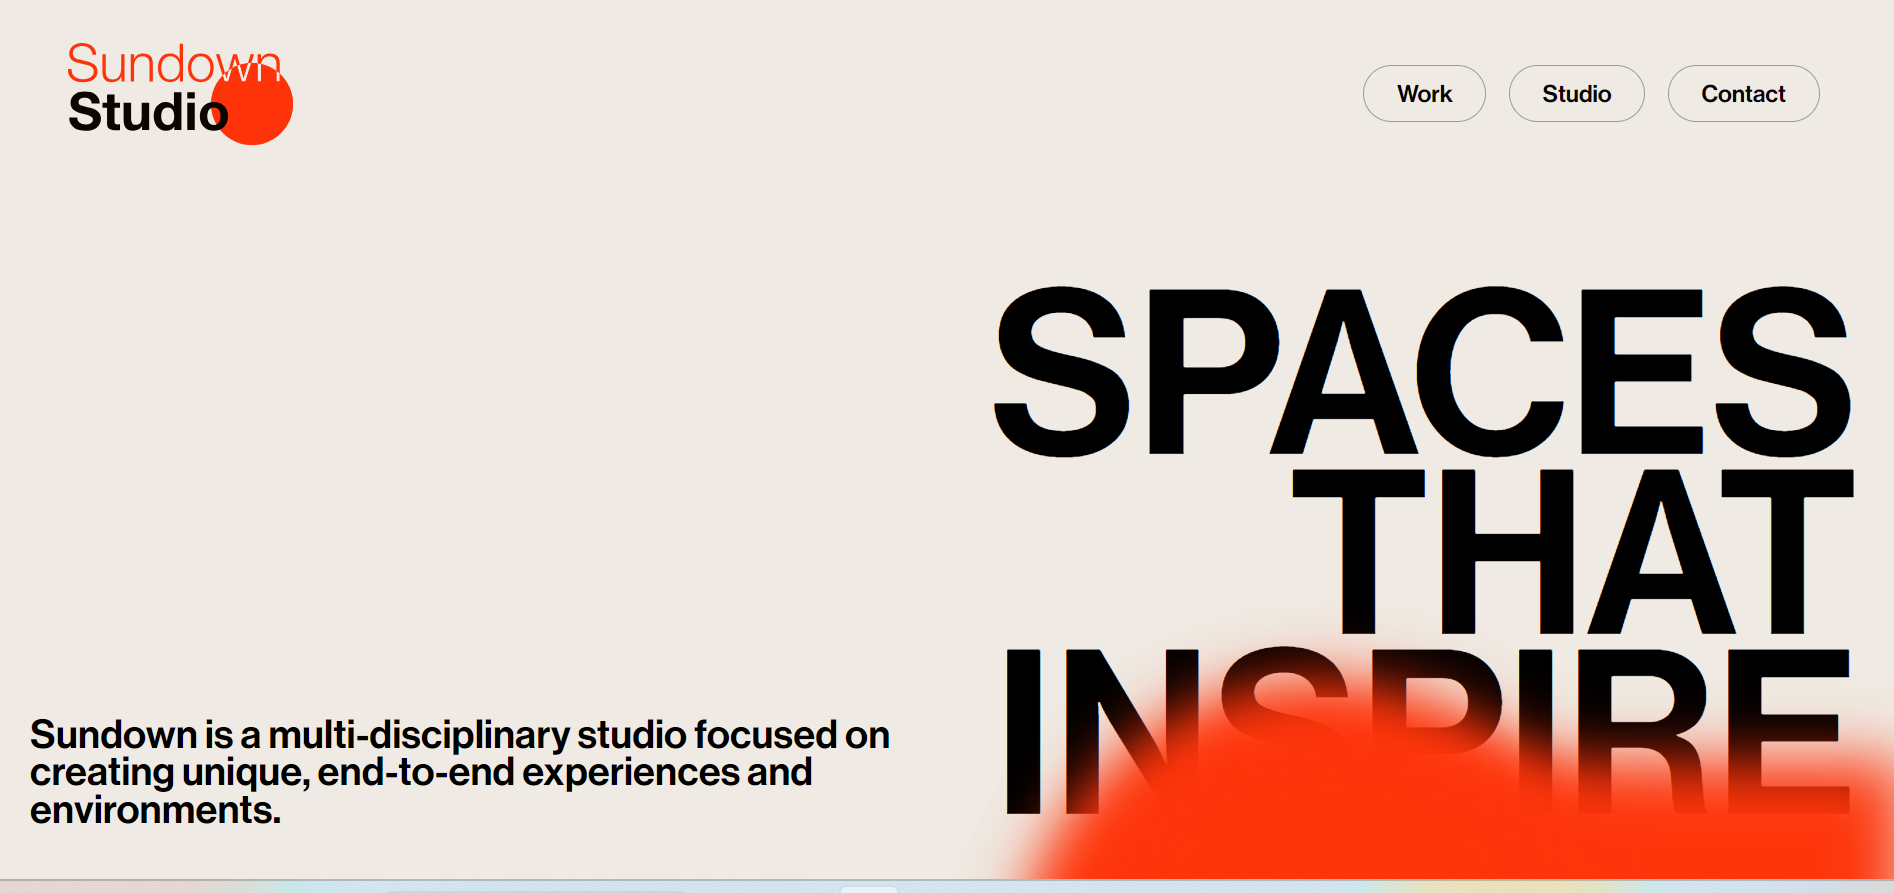 Sundown
Studio
Work
Studio
Contact
SPACES
THAT
INSPIRE
Sundown is a multi-disciplinary studio focused on
creating unique, end-to-end experiences and
environments.